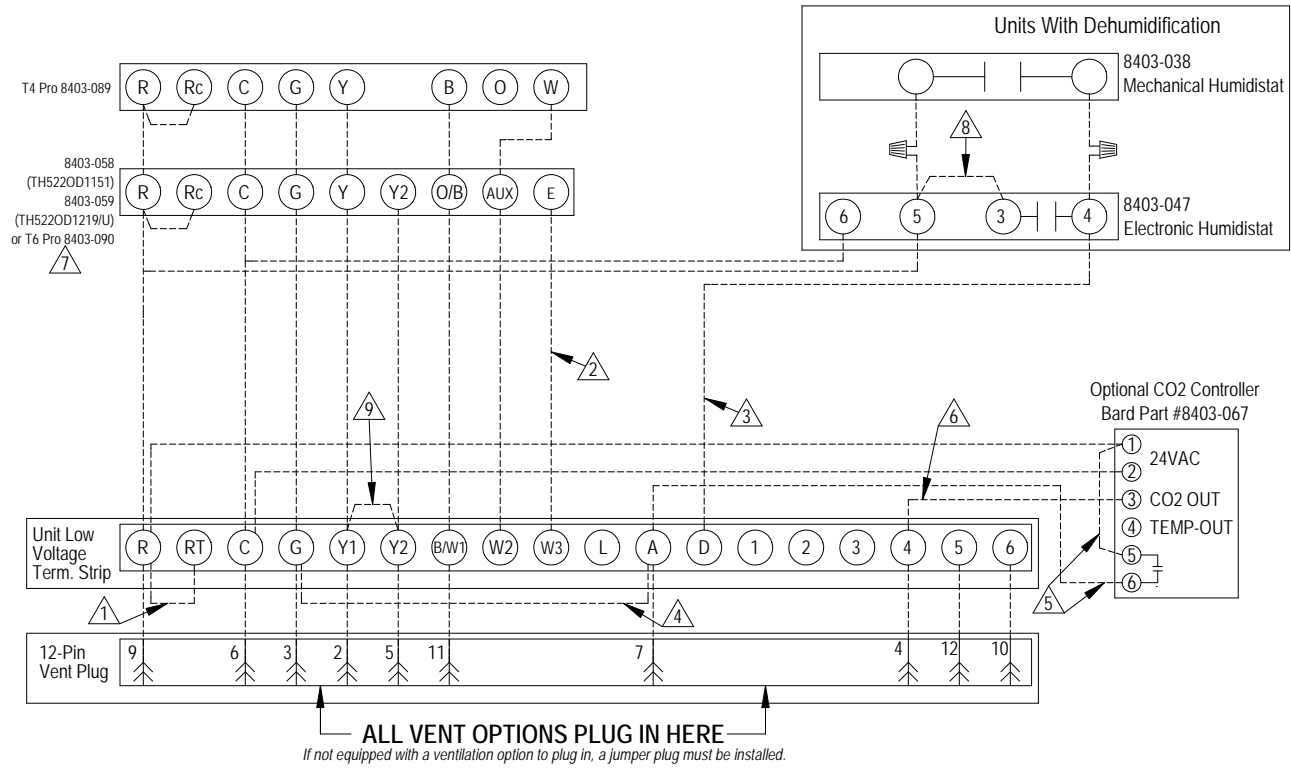 Units With Dehumidification
8403-038
Mechanical Humidistat
T4 Pro 8403-089
R Rc C G Y B O W
8
8403-058
(TH522OD1151)
8403-059
(TH522OD1219/U)
or T6 Pro 8403-090
7
R Rc C G Y Y2 O/B AUX E
6 5 3 4
8403-047
Electronic Humidistat
2
9
3
6
Optional CO2 Controller
Bard Part #8403-067
1
2
24VAC
3 CO2 OUT
4 TEMP-OUT
5
6
5
Unit Low
Voltage
Term. Strip
R RT C G Y1 Y2 B/W1 W2 W3 L A D 1 2 3 4 5 6
1
4
12-Pin
Vent Plug
9 6 3 2 5 11 7 4 12 10
ALL VENT OPTIONS PLUG IN HERE
If not equipped with a ventilation option to plug in, a jumper plug must be installed.